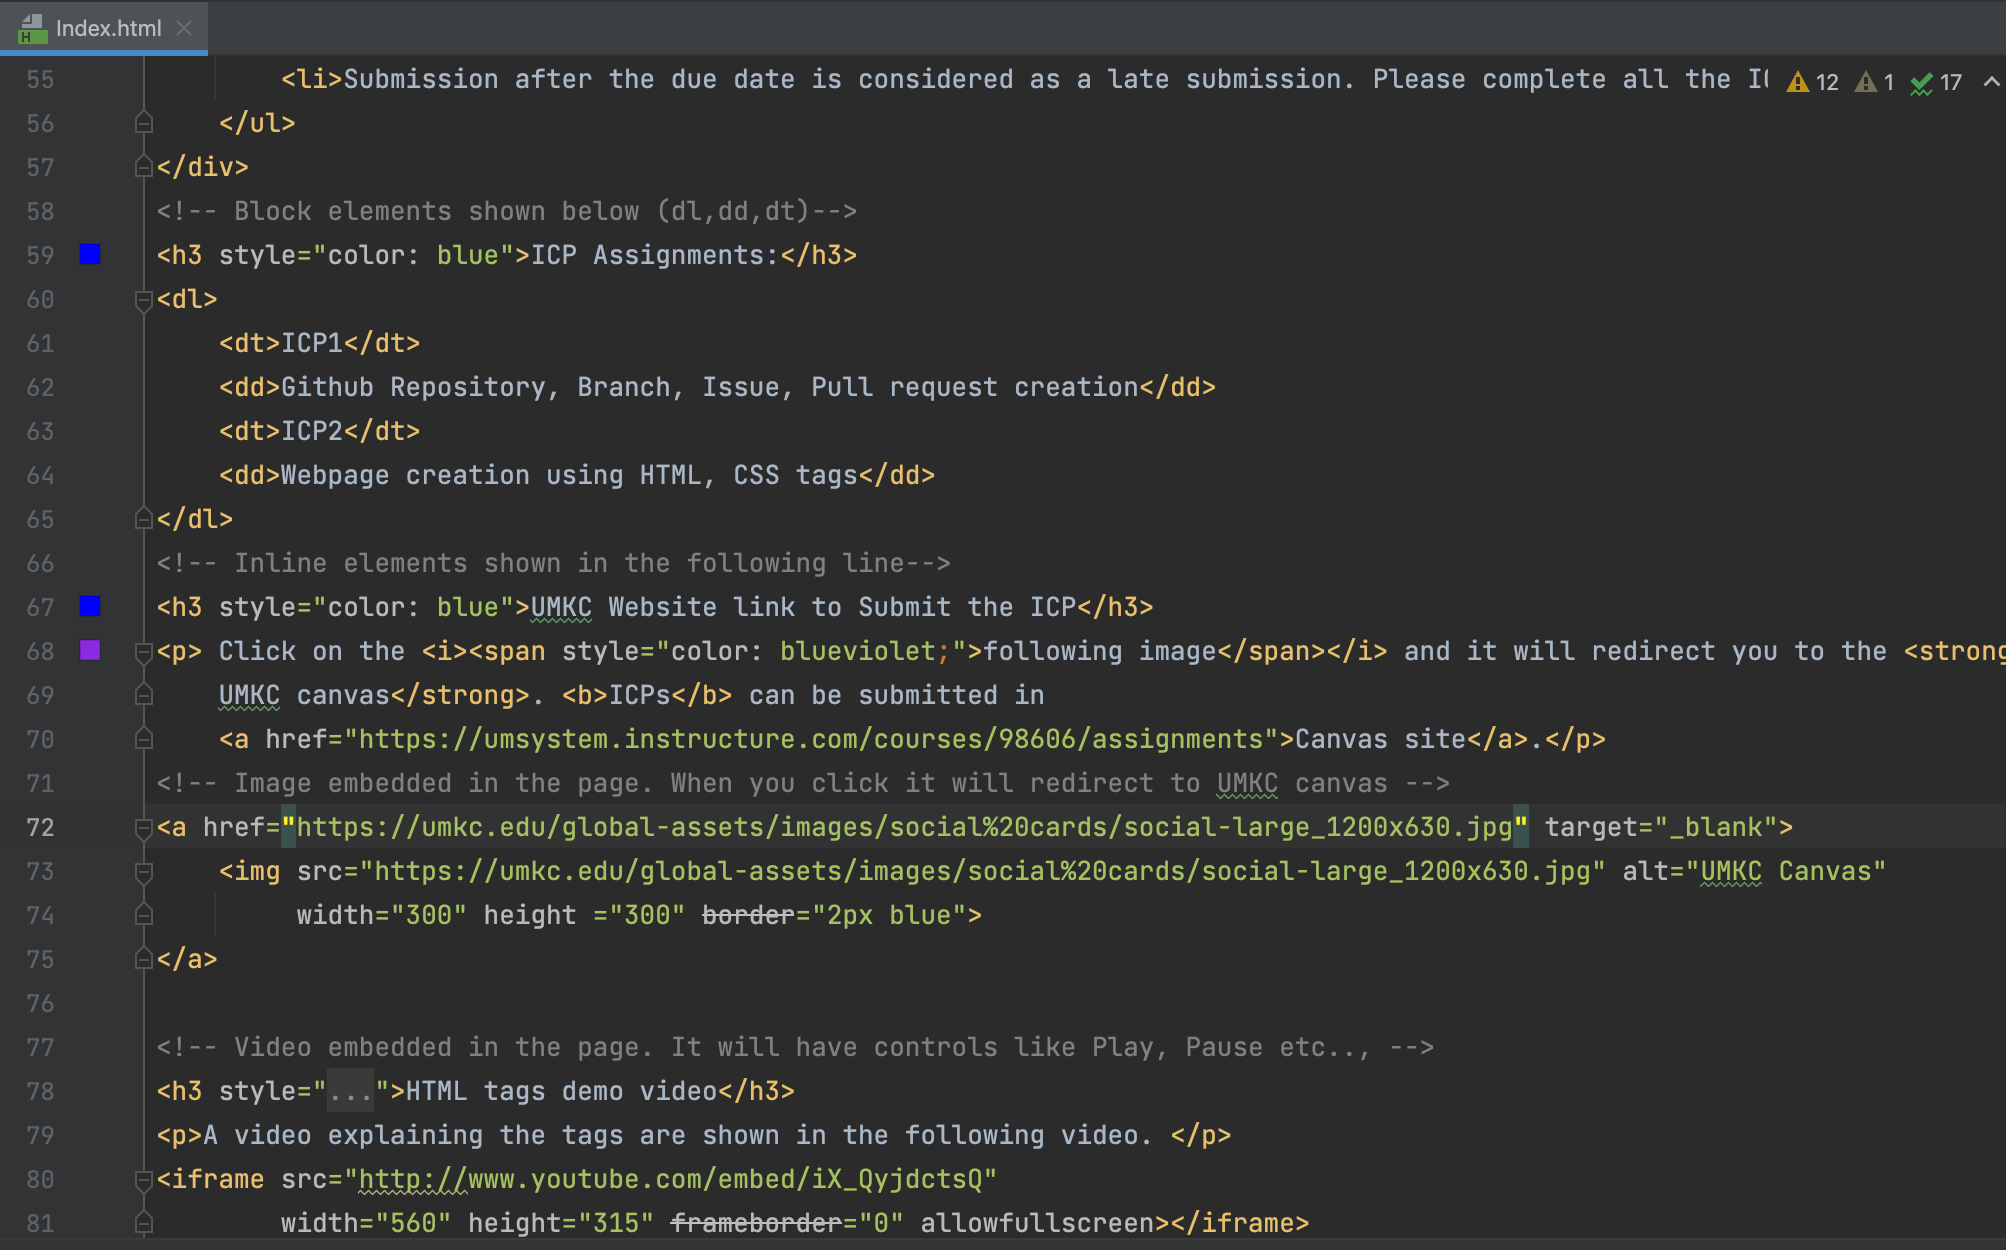 Index.html
12 1 17
55 <li>Submission after the due date is considered as a late submission. Please complete all the
56 </ul>
57 </div>
58 <!-- Block elements shown below (dl,dd,dt)-->
59 <h3 style="color: blue">ICP Assignments:</h3>
60 <dl>
61 <dt>ICP1</dt>
62 <dd>Github Repository, Branch, Issue, Pull request creation</dd>
63 <dt>ICP2</dt>
64 <dd>Webpage creation using HTML, CSS tags</dd>
65 </dl>
66 <!-- Inline elements shown in the following line-->
67 <h3 style="color: blue">UMKC Website link to Submit the ICP</h3>
68 <p> Click on the <i><span style="color: blueviolet;">following image</span></i> and it will redirect you to the <strong
69 UMKC canvas</strong>. <b>ICPs</b> can be submitted in
70 <a href="https://umsystem.instructure.com/courses/98606/assignments">Canvas site</a>.</p>
71 <!-- Image embedded in the page. When you click it will redirect to UMKC canvas -->
72 <a href="https://umkc.edu/global-assets/images/social%20cards/social-large_1200x630.jpg" target="_blank">
73 <img src="https://umkc.edu/global-assets/images/social%20cards/social-large_1200x630.jpg" alt="UMKC Canvas"
74 width="300" height ="300" border="2px blue">
75 </a>
76
77 <!-- Video embedded in the page. It will have controls like Play, Pause etc.., -->
78 <h3 style="...">HTML tags demo video</h3>
79 <p>A video explaining the tags are shown in the following video. </p>
80 <iframe src="http://www.youtube.com/embed/iX_QyjdctsQ"
81 width="560" height="315" frameborder="0" allowfullscreen></iframe>